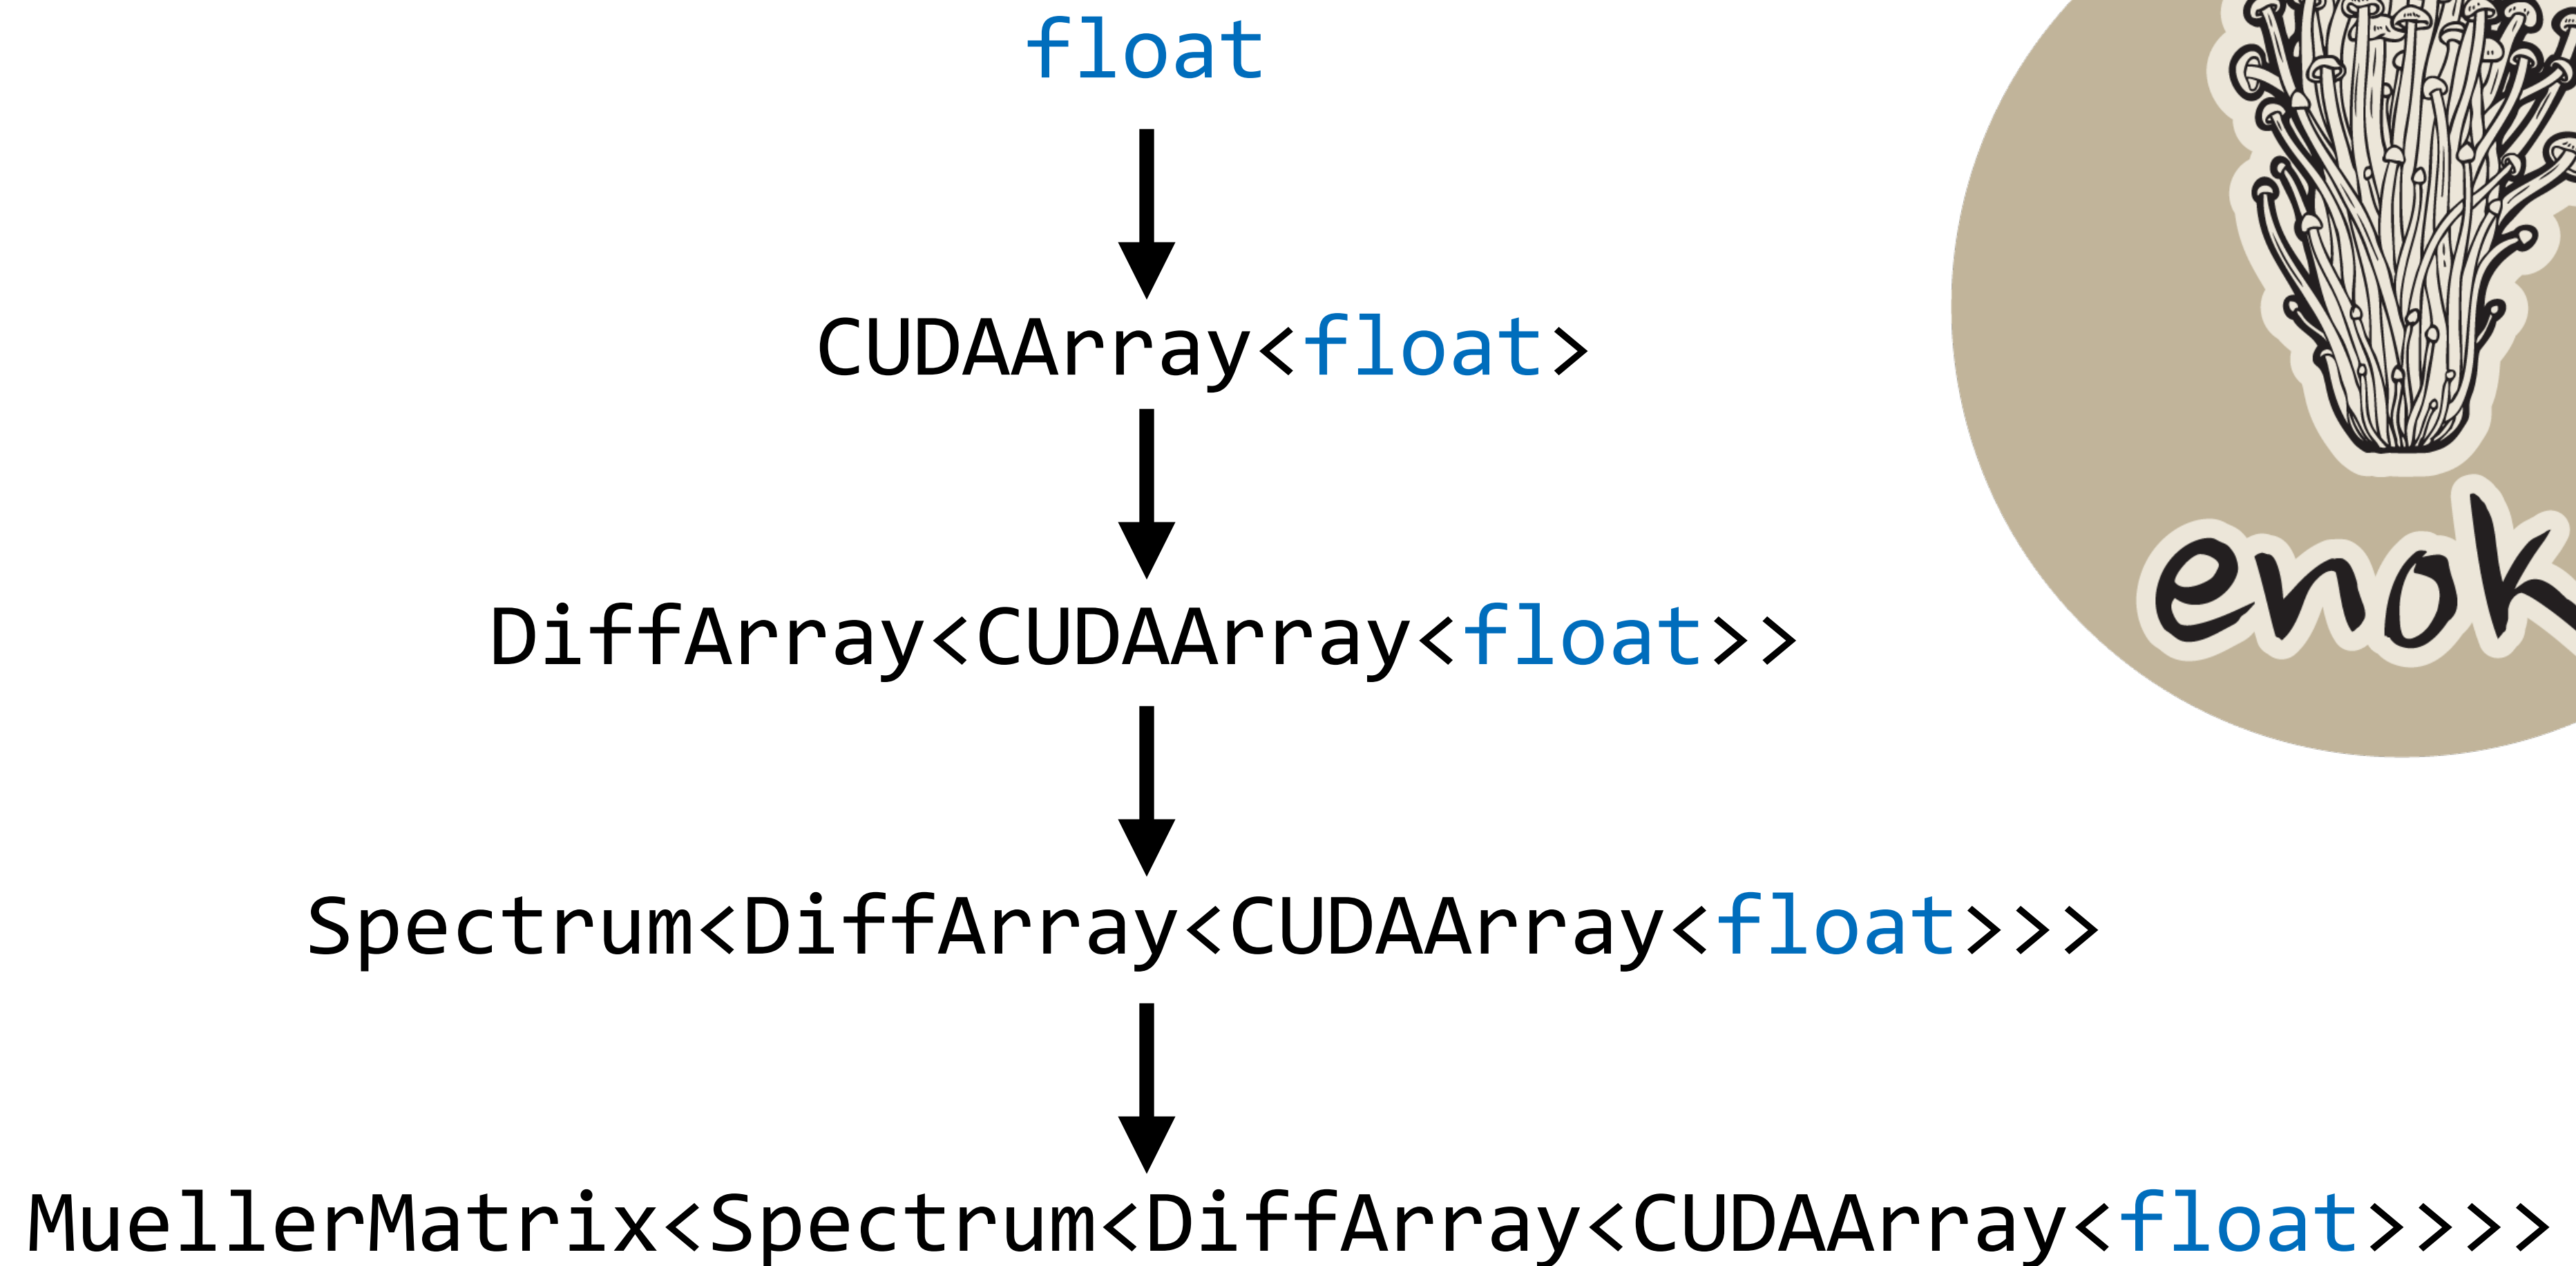 float
CUDAArray<float>
DiffArray<CUDAArray<float>>
enok
Spectrum<DiffArray<CUDAArray<float>>>
MuellerMatrix<Spectrum<DiffArray<CUDAArray<float>>>>